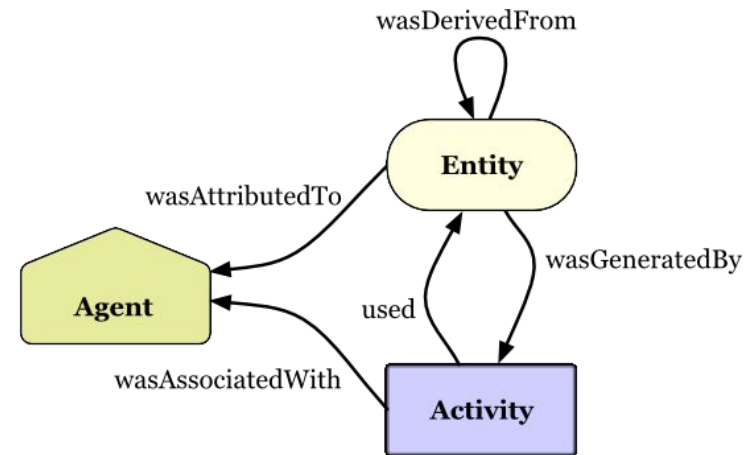 wasDerivedFrom
Entity
wasAttributedTo
wasGeneratedBy
Agent
used
wasAssociatedWith
Activity